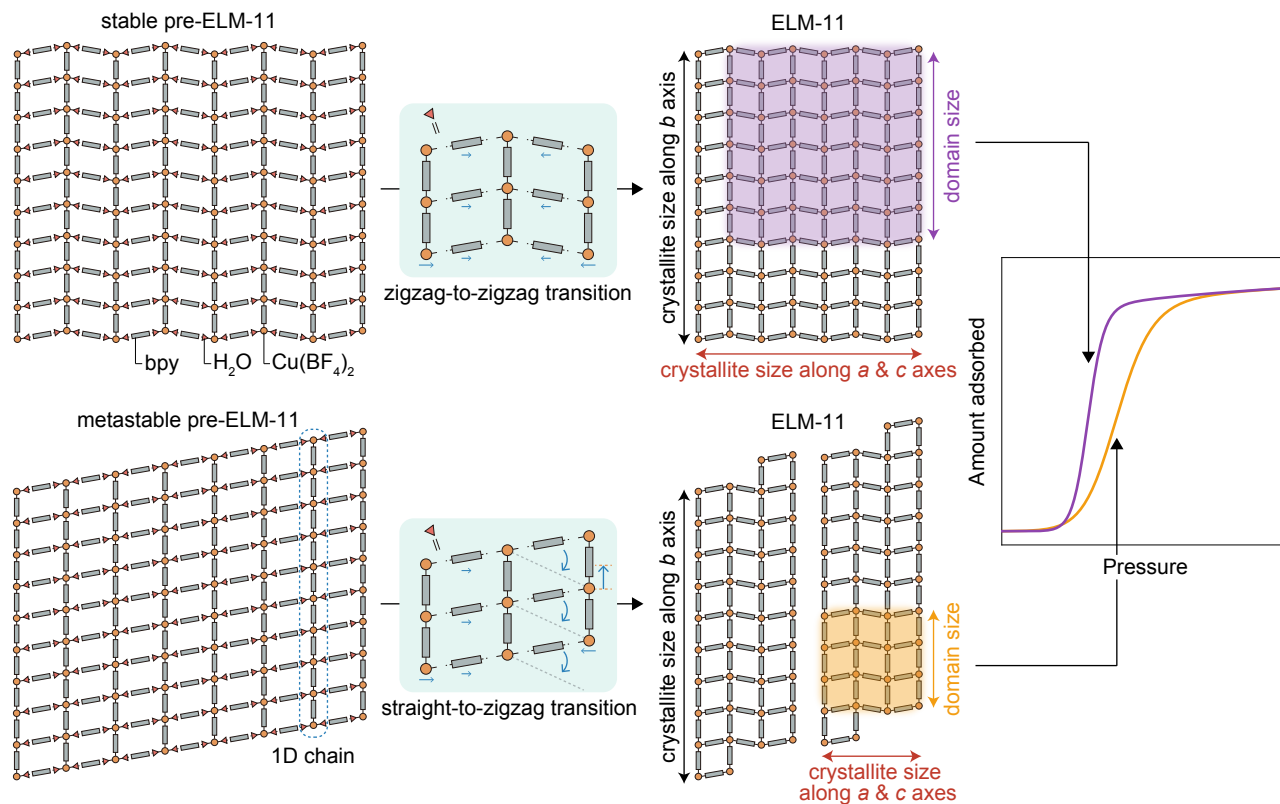 stable pre-ELM-11
ELM-11
crystallite size along b axis
domain size
zigzag-to-zigzag transition
bpy
H₂O
Cu(BF₄)₂
crystallite size along a & c axes
metastable pre-ELM-11
ELM-11
Amount adsorbed
Pressure
crystallite size along b axis
domain size
straight-to-zigzag transition
1D chain
crystallite size
along a & c axes